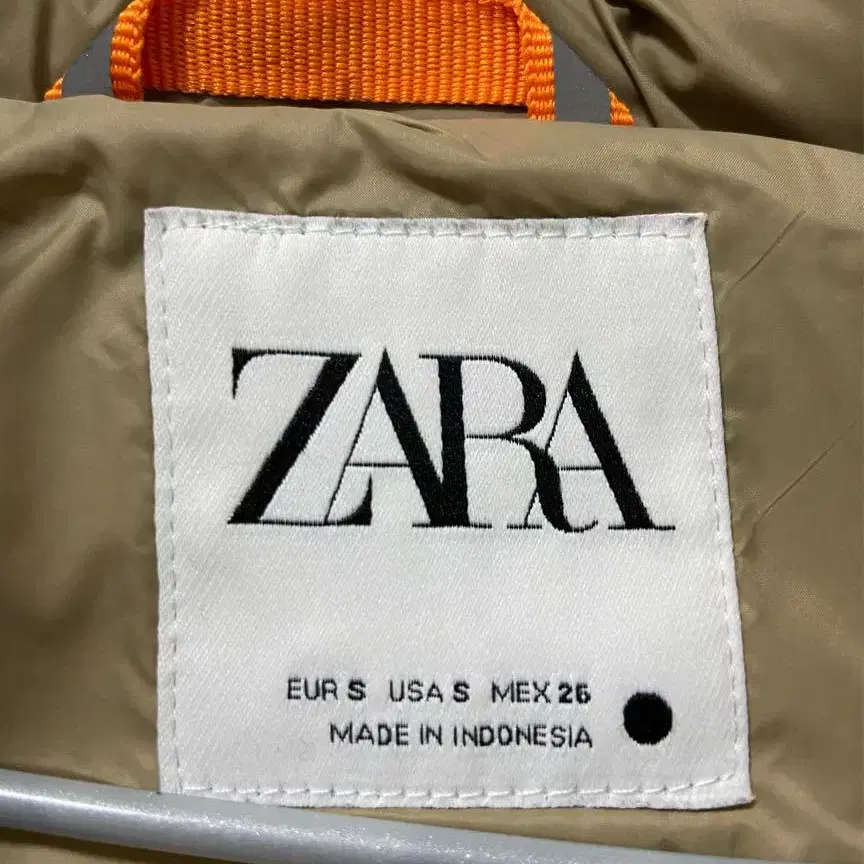 ZARA
EUR S USA S MEX 26
MADE IN INDONESIA